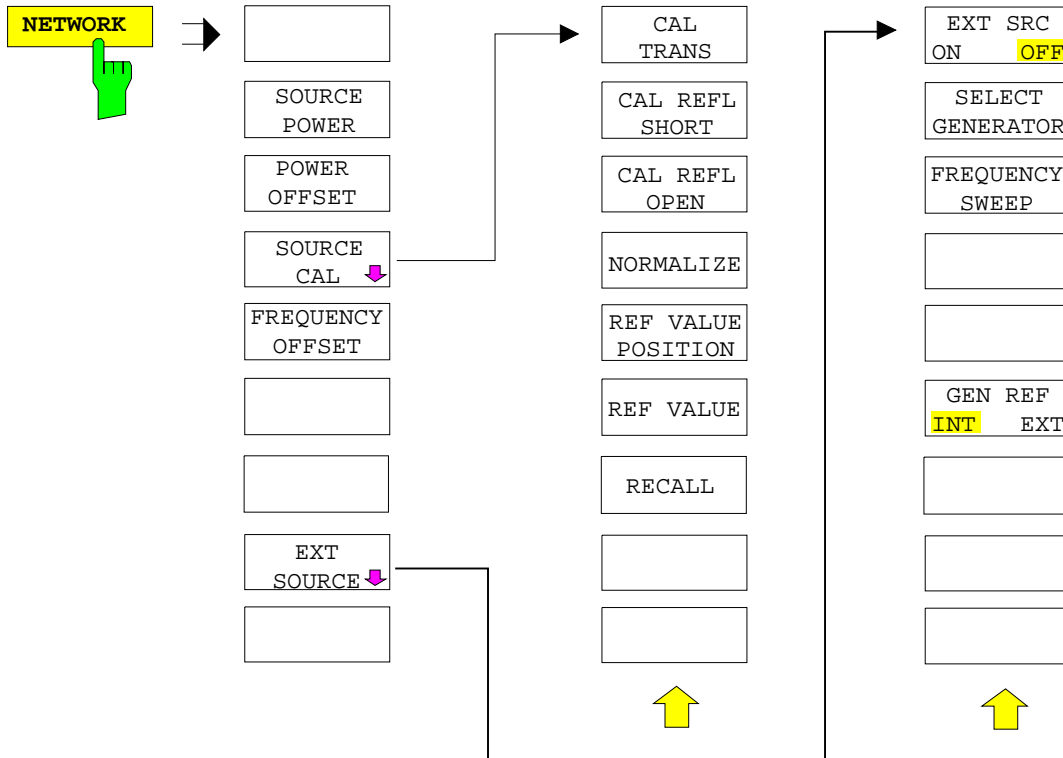 NETWORK
SOURCE
POWER
POWER
OFFSET
SOURCE
CAL
FREQUENCY
OFFSET
EXT
SOURCE
CAL
TRANS
CAL REFL
SHORT
CAL REFL
OPEN
NORMALIZE
REF VALUE
POSITION
REF VALUE
RECALL
EXT SRC
ON OFF
SELECT
GENERATOR
FREQUENCY
SWEEP
GEN REF
INT EXT